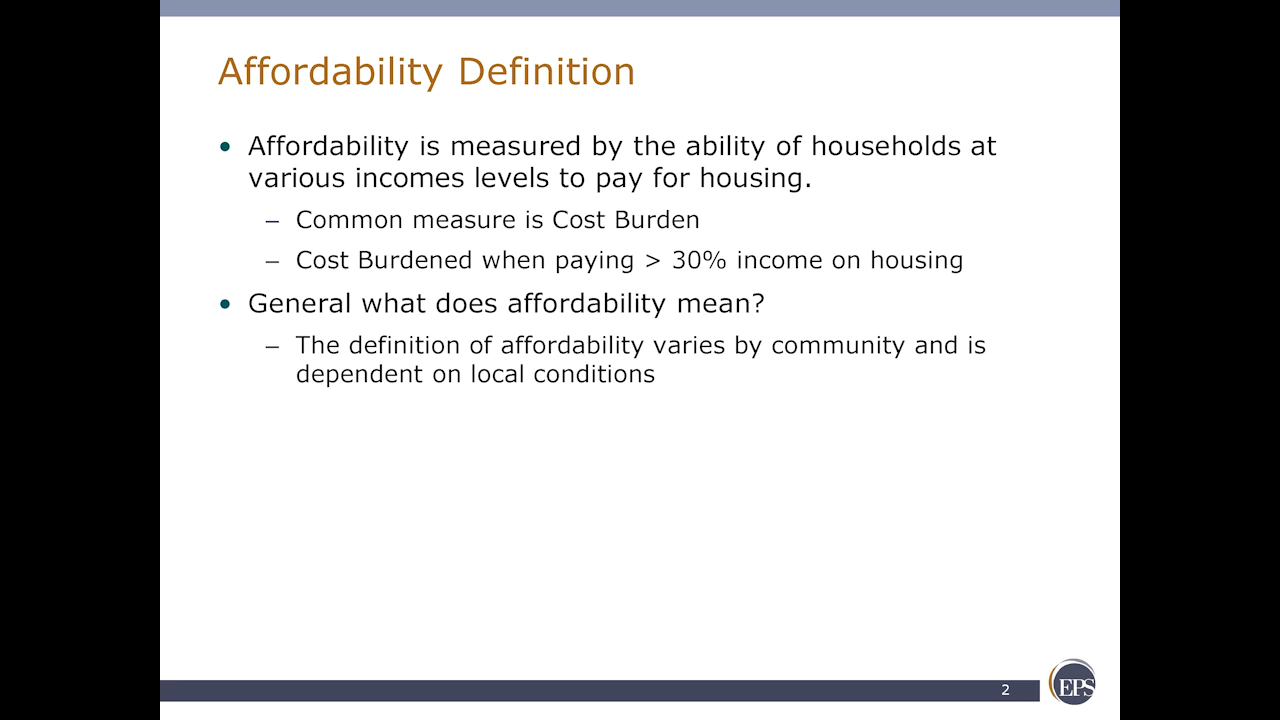 Affordability Definition
• Affordability is measured by the ability of households at
various incomes levels to pay for housing.
– Common measure is Cost Burden
– Cost Burdened when paying > 30% income on housing
• General what does affordability mean?
– The definition of affordability varies by community and is
dependent on local conditions
2
EPS